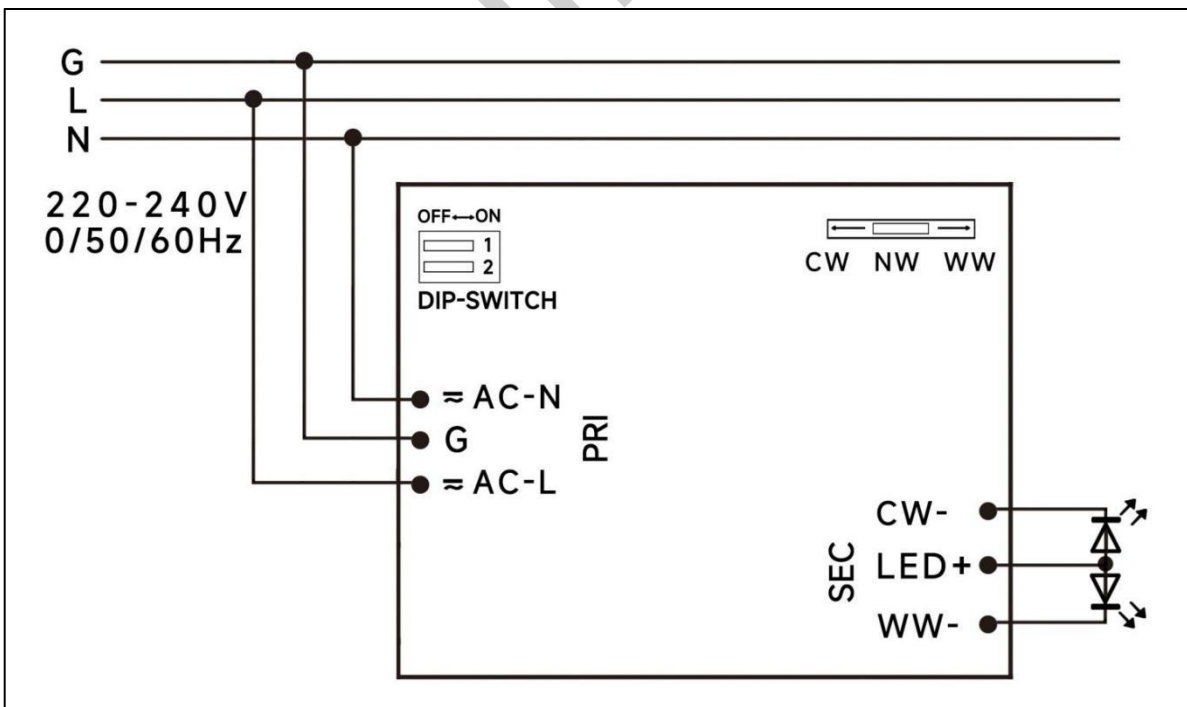 G
L
N
220-240V
0/50/60Hz
OFF↔ON
1
2
DIP-SWITCH
CW NW WW
≂ AC-N
G
≂ AC-L
PRI
SEC
CW-
LED+
WW-